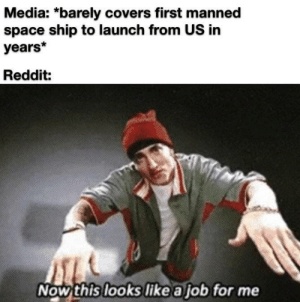 Media: *barely covers first manned
space ship to launch from US in
years*
Reddit:
Now this looks like a job for me